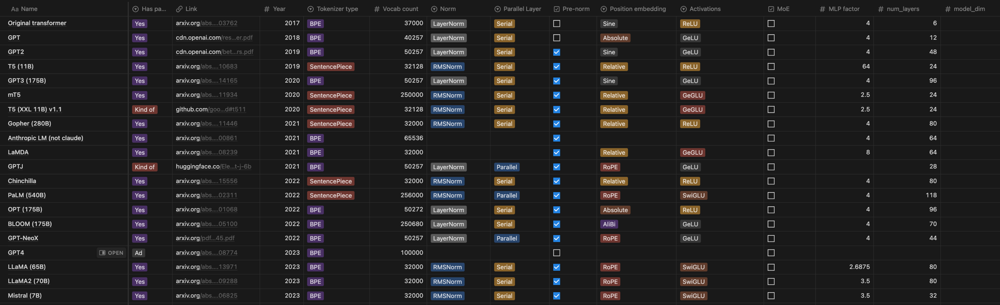 Aa Name Has pa... Link # Year Tokenizer type # Vocab count Norm Parallel Layer Pre-norm Position embedding Activations MoE # MLP factor # num_layers # model_dim
Original transformer Yes arxiv.org/abs....03762 2017 BPE 37000 LayerNorm Serial Sine ReLU 4 6
GPT Yes cdn.openai.com/res...er.pdf 2018 BPE 40257 LayerNorm Serial Absolute GeLU 4 12
GPT2 Yes cdn.openai.com/bet...rs.pdf 2019 BPE 50257 LayerNorm Serial Sine GeLU 4 48
T5 (11B) Yes arxiv.org/abs....10683 2019 SentencePiece 32128 RMSNorm Serial Relative ReLU 64 24
GPT3 (175B) Yes arxiv.org/abs....14165 2020 BPE 50257 LayerNorm Serial Sine GeLU 4 96
mT5 Yes arxiv.org/abs....11934 2020 SentencePiece 250000 RMSNorm Serial Relative GeGLU 2.5 24
T5 (XXL 11B) v1.1 Kind of github.com/goo...d#t511 2020 SentencePiece 32128 RMSNorm Serial Relative GeGLU 2.5 24
Gopher (280B) Yes arxiv.org/abs....11446 2021 SentencePiece 32000 RMSNorm Serial Relative ReLU 4 80
Anthropic LM (not claude) Yes arxiv.org/abs....00861 2021 BPE 65536 4 64
LaMDA Yes arxiv.org/abs....08239 2021 BPE 32000 Relative GeGLU 8 64
GPTJ Kind of huggingface.co/Ele...t-j-6b 2021 BPE 50257 LayerNorm Parallel RoPE GeLU 28
Chinchilla Yes arxiv.org/abs....15556 2022 SentencePiece 32000 RMSNorm Serial Relative ReLU 4 80
PaLM (540B) Yes arxiv.org/abs....02311 2022 SentencePiece 256000 RMSNorm Parallel RoPE SwiGLU 4 118
OPT (175B) Yes arxiv.org/abs....01068 2022 BPE 50272 LayerNorm Serial Absolute ReLU 4 96
BLOOM (175B) Yes arxiv.org/abs....05100 2022 BPE 250680 LayerNorm Serial AliBi GeLU 4 70
GPT-NeoX Yes arxiv.org/pdf...45.pdf 2022 BPE 50257 LayerNorm Parallel RoPE GeLU 4 44
GPT4 OPEN Ad arxiv.org/abs....08774 2023 BPE 100000
LLaMA (65B) Yes arxiv.org/abs....13971 2023 BPE 32000 RMSNorm Serial RoPE SwiGLU 2.6875 80
LLaMA2 (70B) Yes arxiv.org/abs....09288 2023 BPE 32000 RMSNorm Serial RoPE SwiGLU 3.5 80
Mistral (7B) Yes arxiv.org/abs....06825 2023 BPE 32000 RMSNorm Serial RoPE SwiGLU 3.5 32